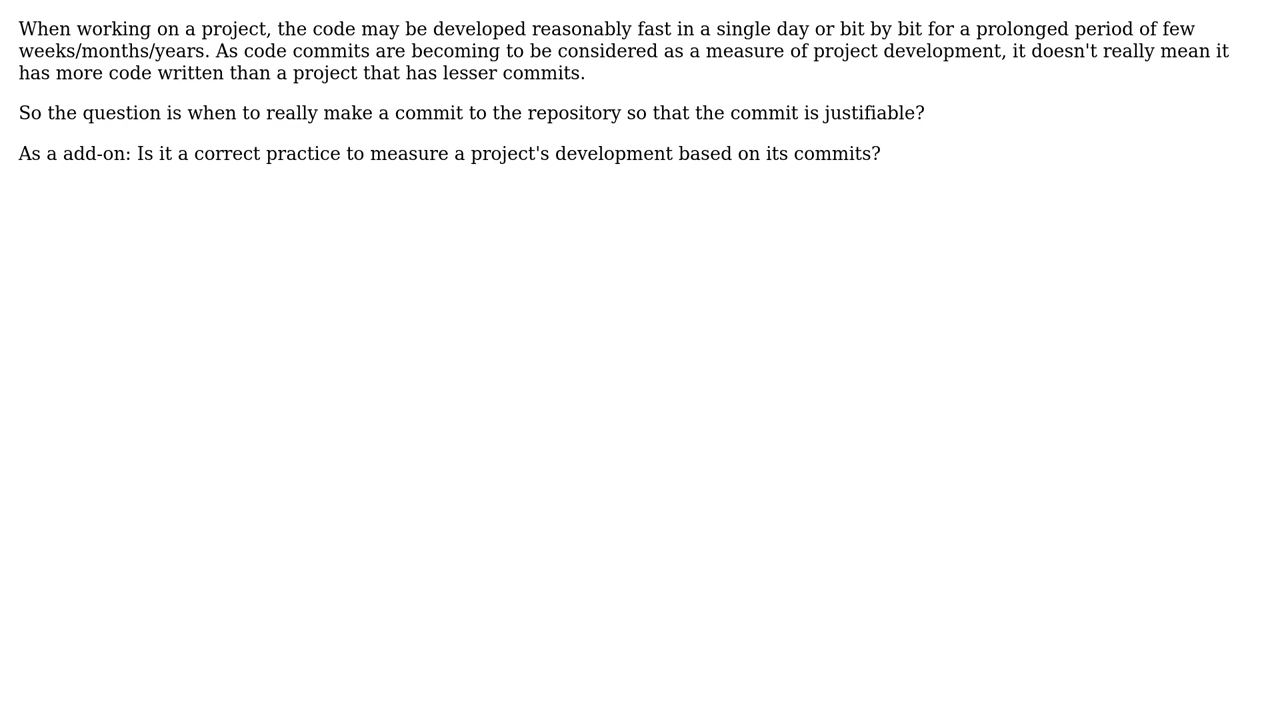 When working on a project, the code may be developed reasonably fast in a single day or bit by bit for a prolonged period of few
weeks/months/years. As code commits are becoming to be considered as a measure of project development, it doesn't really mean it
has more code written than a project that has lesser commits.
So the question is when to really make a commit to the repository so that the commit is justifiable?
As a add-on: Is it a correct practice to measure a project's development based on its commits?